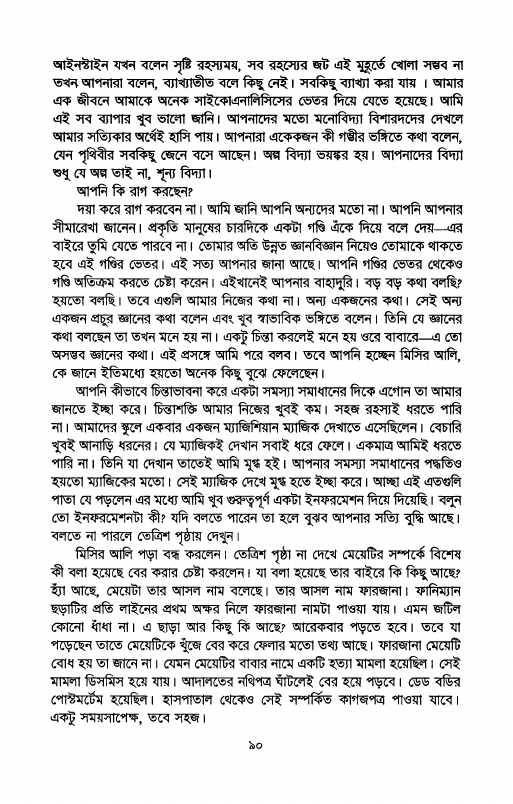 আইনস্টাইন যখন বলেন সৃষ্টি রহস্যময়, সব রহস্যের জট এই মুহূর্তে খোলা সম্ভব না
তখন আপনারা বলেন, ব্যাখ্যাতীত বলে কিছু নেই। সবকিছু ব্যাখ্যা করা যায় । আমার
এক জীবনে আমাকে অনেক সাইকোএনালিসিসের ভেতর দিয়ে যেতে হয়েছে। আমি
এই সব ব্যাপার খুব ভালো জানি। আপনাদের মতো মনোবিদ্যা বিশারদদের দেখলে
আমার সত্যিকার অর্থেই হাসি পায়। আপনারা একেকজন কী গম্ভীর ভঙ্গিতে কথা বলেন,
যেন পৃথিবীর সবকিছু জেনে বসে আছেন। অল্প বিদ্যা ভয়ঙ্কর হয়। আপনাদের বিদ্যা
শুধু যে অল্প তাই না, শূন্য বিদ্যা।
আপনি কি রাগ করছেন?
দয়া করে রাগ করবেন না। আমি জানি আপনি অন্যদের মতো না। আপনি আপনার
সীমারেখা জানেন। প্রকৃতি মানুষের চারদিকে একটা গণ্ডি এঁকে দিয়ে বলে দেয়—এর
বাইরে তুমি যেতে পারবে না। তোমার অতি উন্নত জ্ঞানবিজ্ঞান নিয়েও তোমাকে থাকতে
হবে এই গণ্ডির ভেতর। এই সত্য আপনার জানা আছে। আপনি গণ্ডির ভেতর থেকেও
গণ্ডি অতিক্রম করতে চেষ্টা করেন। এইখানেই আপনার বাহাদুরি। বড় বড় কথা বলছি?
হয়তো বলছি। তবে এগুলি আমার নিজের কথা না। অন্য একজনের কথা। সেই অন্য
একজন প্রচুর জ্ঞানের কথা বলেন এবং খুব স্বাভাবিক ভঙ্গিতে বলেন। তিনি যে জ্ঞানের
কথা বলছেন তা তখন মনে হয় না। একটু চিন্তা করলেই মনে হয় ওরে বাবারে—এ তো
অসম্ভব জ্ঞানের কথা। এই প্রসঙ্গে আমি পরে বলব। তবে আপনি হচ্ছেন মিসির আলি,
কে জানে ইতিমধ্যে হয়তো অনেক কিছু বুঝে ফেলেছেন।
আপনি কীভাবে চিন্তাভাবনা করে একটা সমস্যা সমাধানের দিকে এগোন তা আমার
জানতে ইচ্ছা করে। চিন্তাশক্তি আমার নিজের খুবই কম। সহজ রহস্যই ধরতে পারি
না। আমাদের স্কুলে একবার একজন ম্যাজিশিয়ান ম্যাজিক দেখাতে এসেছিলেন। বেচারি
খুবই আনাড়ি ধরনের। যে ম্যাজিকই দেখান সবাই ধরে ফেলে। একমাত্র আমিই ধরতে
পারি না। তিনি যা দেখান তাতেই আমি মুগ্ধ হই। আপনার সমস্যা সমাধানের পদ্ধতিও
হয়তো ম্যাজিকের মতো। সেই ম্যাজিক দেখে মুগ্ধ হতে ইচ্ছা করে। আচ্ছা এই এতগুলি
পাতা যে পড়লেন এর মধ্যে আমি খুব গুরুত্বপূর্ণ একটা ইনফরমেশন দিয়ে দিয়েছি। বলুন
তো ইনফরমেশনটা কী? যদি বলতে পারেন তা হলে বুঝব আপনার সত্যি বুদ্ধি আছে।
বলতে না পারলে তেত্রিশ পৃষ্ঠায় দেখুন।
মিসির আলি পড়া বন্ধ করলেন। তেত্রিশ পৃষ্ঠা না দেখে মেয়েটির সম্পর্কে বিশেষ
কী বলা হয়েছে বের করার চেষ্টা করলেন। যা বলা হয়েছে তার বাইরে কি কিছু আছে?
হ্যাঁ আছে, মেয়েটা তার আসল নাম বলেছে। তার আসল নাম ফারজানা। ফানিম্যান
ছড়াটির প্রতি লাইনের প্রথম অক্ষর নিলে ফারজানা নামটা পাওয়া যায়। এমন জটিল
কোনো ধাঁধা না। এ ছাড়া আর কিছু কি আছে? আরেকবার পড়তে হবে। তবে যা
পড়েছেন তাতে মেয়েটিকে খুঁজে বের করে ফেলার মতো তথ্য আছে। ফারজানা মেয়েটি
বোধ হয় তা জানে না। যেমন মেয়েটির বাবার নামে একটি হত্যা মামলা হয়েছিল। সেই
মামলা ডিসমিস হয়ে যায়। আদালতের নথিপত্র ঘাঁটলেই বের হয়ে পড়বে। ডেড বডির
পোস্টমর্টেম হয়েছিল। হাসপাতাল থেকেও সেই সম্পর্কিত কাগজপত্র পাওয়া যাবে।
একটু সময়সাপেক্ষ, তবে সহজ।
৯০